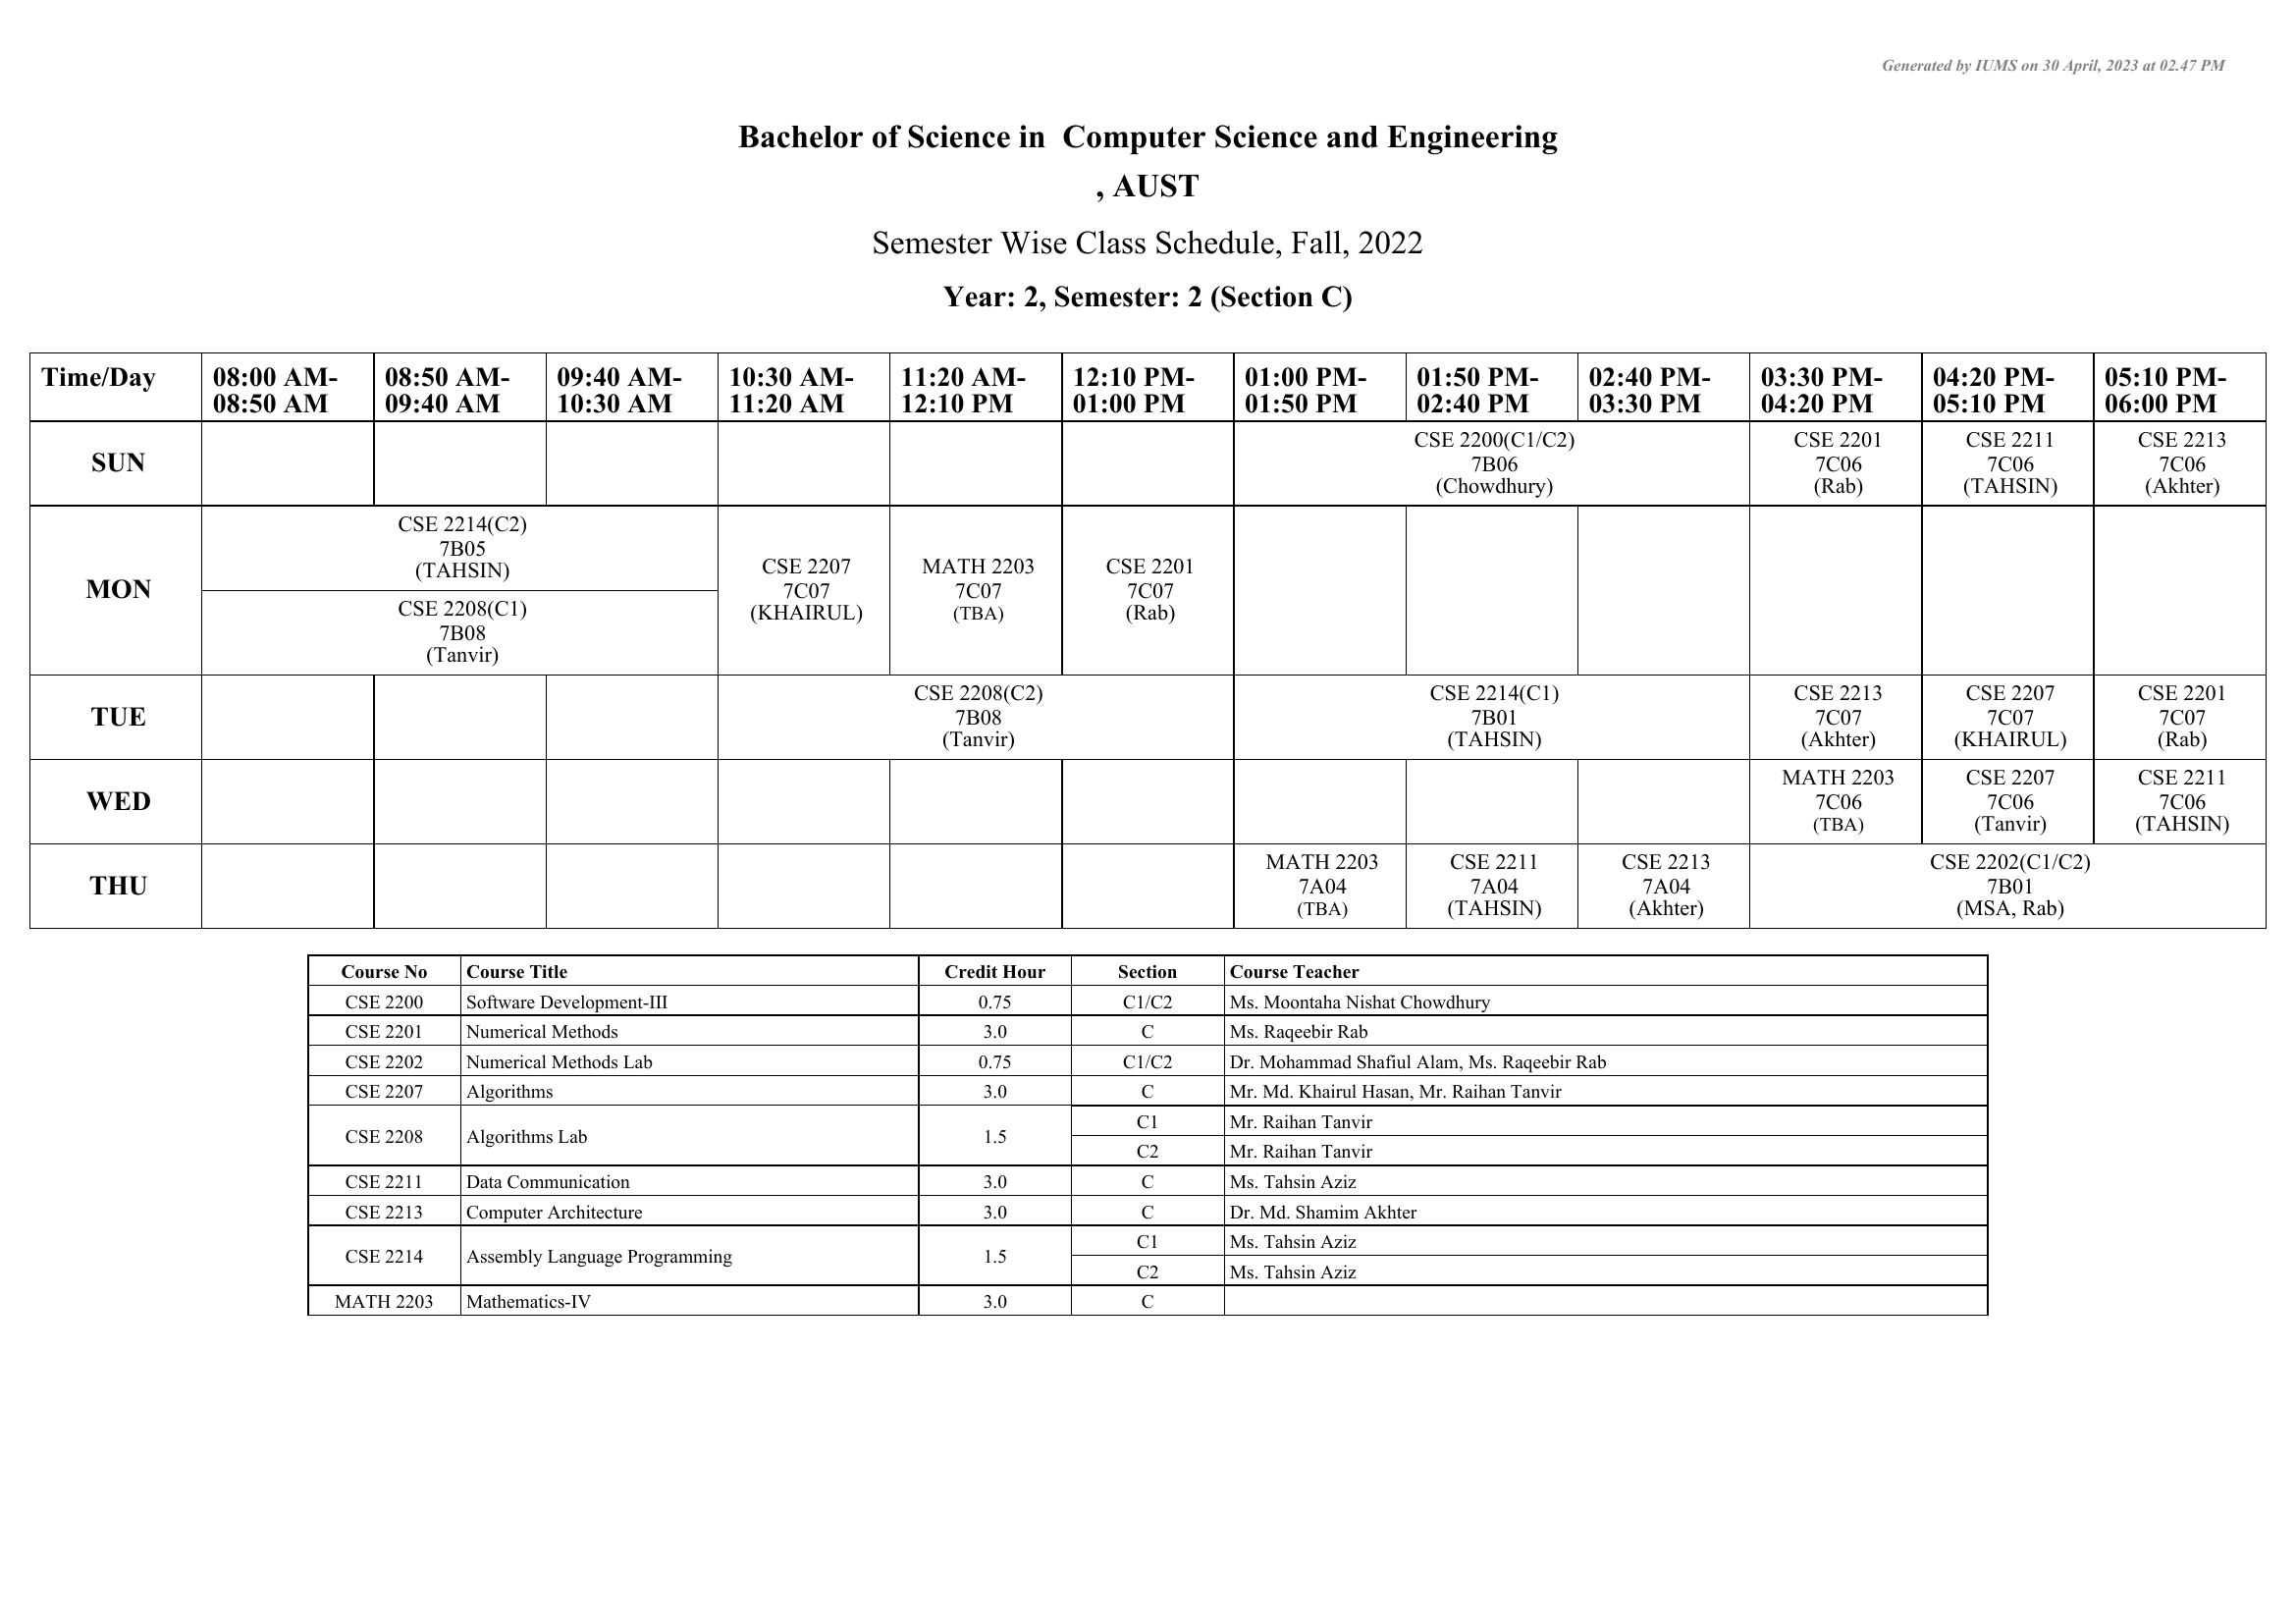 Generated by IUMS on 30 April, 2023 at 02.47 PM
Bachelor of Science in  Computer Science and Engineering
, AUST
Semester Wise Class Schedule, Fall, 2022
Year: 2, Semester: 2 (Section C)
Time/Day
08:00 AM-
08:50 AM
08:50 AM-
09:40 AM
09:40 AM-
10:30 AM
10:30 AM-
11:20 AM
11:20 AM-
12:10 PM
12:10 PM-
01:00 PM
01:00 PM-
01:50 PM
01:50 PM-
02:40 PM
02:40 PM-
03:30 PM
03:30 PM-
04:20 PM
04:20 PM-
05:10 PM
05:10 PM-
06:00 PM
SUN
CSE 2200(C1/C2)
7B06
(Chowdhury)
CSE 2201
7C06
(Rab)
CSE 2211
7C06
(TAHSIN)
CSE 2213
7C06
(Akhter)
MON
CSE 2214(C2)
7B05
(TAHSIN)
CSE 2208(C1)
7B08
(Tanvir)
CSE 2207
7C07
(KHAIRUL)
MATH 2203
7C07
(TBA)
CSE 2201
7C07
(Rab)
TUE
CSE 2208(C2)
7B08
(Tanvir)
CSE 2214(C1)
7B01
(TAHSIN)
CSE 2213
7C07
(Akhter)
CSE 2207
7C07
(KHAIRUL)
CSE 2201
7C07
(Rab)
WED
MATH 2203
7C06
(TBA)
CSE 2207
7C06
(Tanvir)
CSE 2211
7C06
(TAHSIN)
THU
MATH 2203
7A04
(TBA)
CSE 2211
7A04
(TAHSIN)
CSE 2213
7A04
(Akhter)
CSE 2202(C1/C2)
7B01
(MSA, Rab)
Course No Course Title Credit Hour Section Course Teacher
CSE 2200 Software Development-III 0.75 C1/C2 Ms. Moontaha Nishat Chowdhury
CSE 2201 Numerical Methods 3.0 C Ms. Raqeebir Rab
CSE 2202 Numerical Methods Lab 0.75 C1/C2 Dr. Mohammad Shafiul Alam, Ms. Raqeebir Rab
CSE 2207 Algorithms 3.0 C Mr. Md. Khairul Hasan, Mr. Raihan Tanvir
CSE 2208 Algorithms Lab 1.5 C1 Mr. Raihan Tanvir
C2 Mr. Raihan Tanvir
CSE 2211 Data Communication 3.0 C Ms. Tahsin Aziz
CSE 2213 Computer Architecture 3.0 C Dr. Md. Shamim Akhter
CSE 2214 Assembly Language Programming 1.5 C1 Ms. Tahsin Aziz
C2 Ms. Tahsin Aziz
MATH 2203 Mathematics-IV 3.0 C